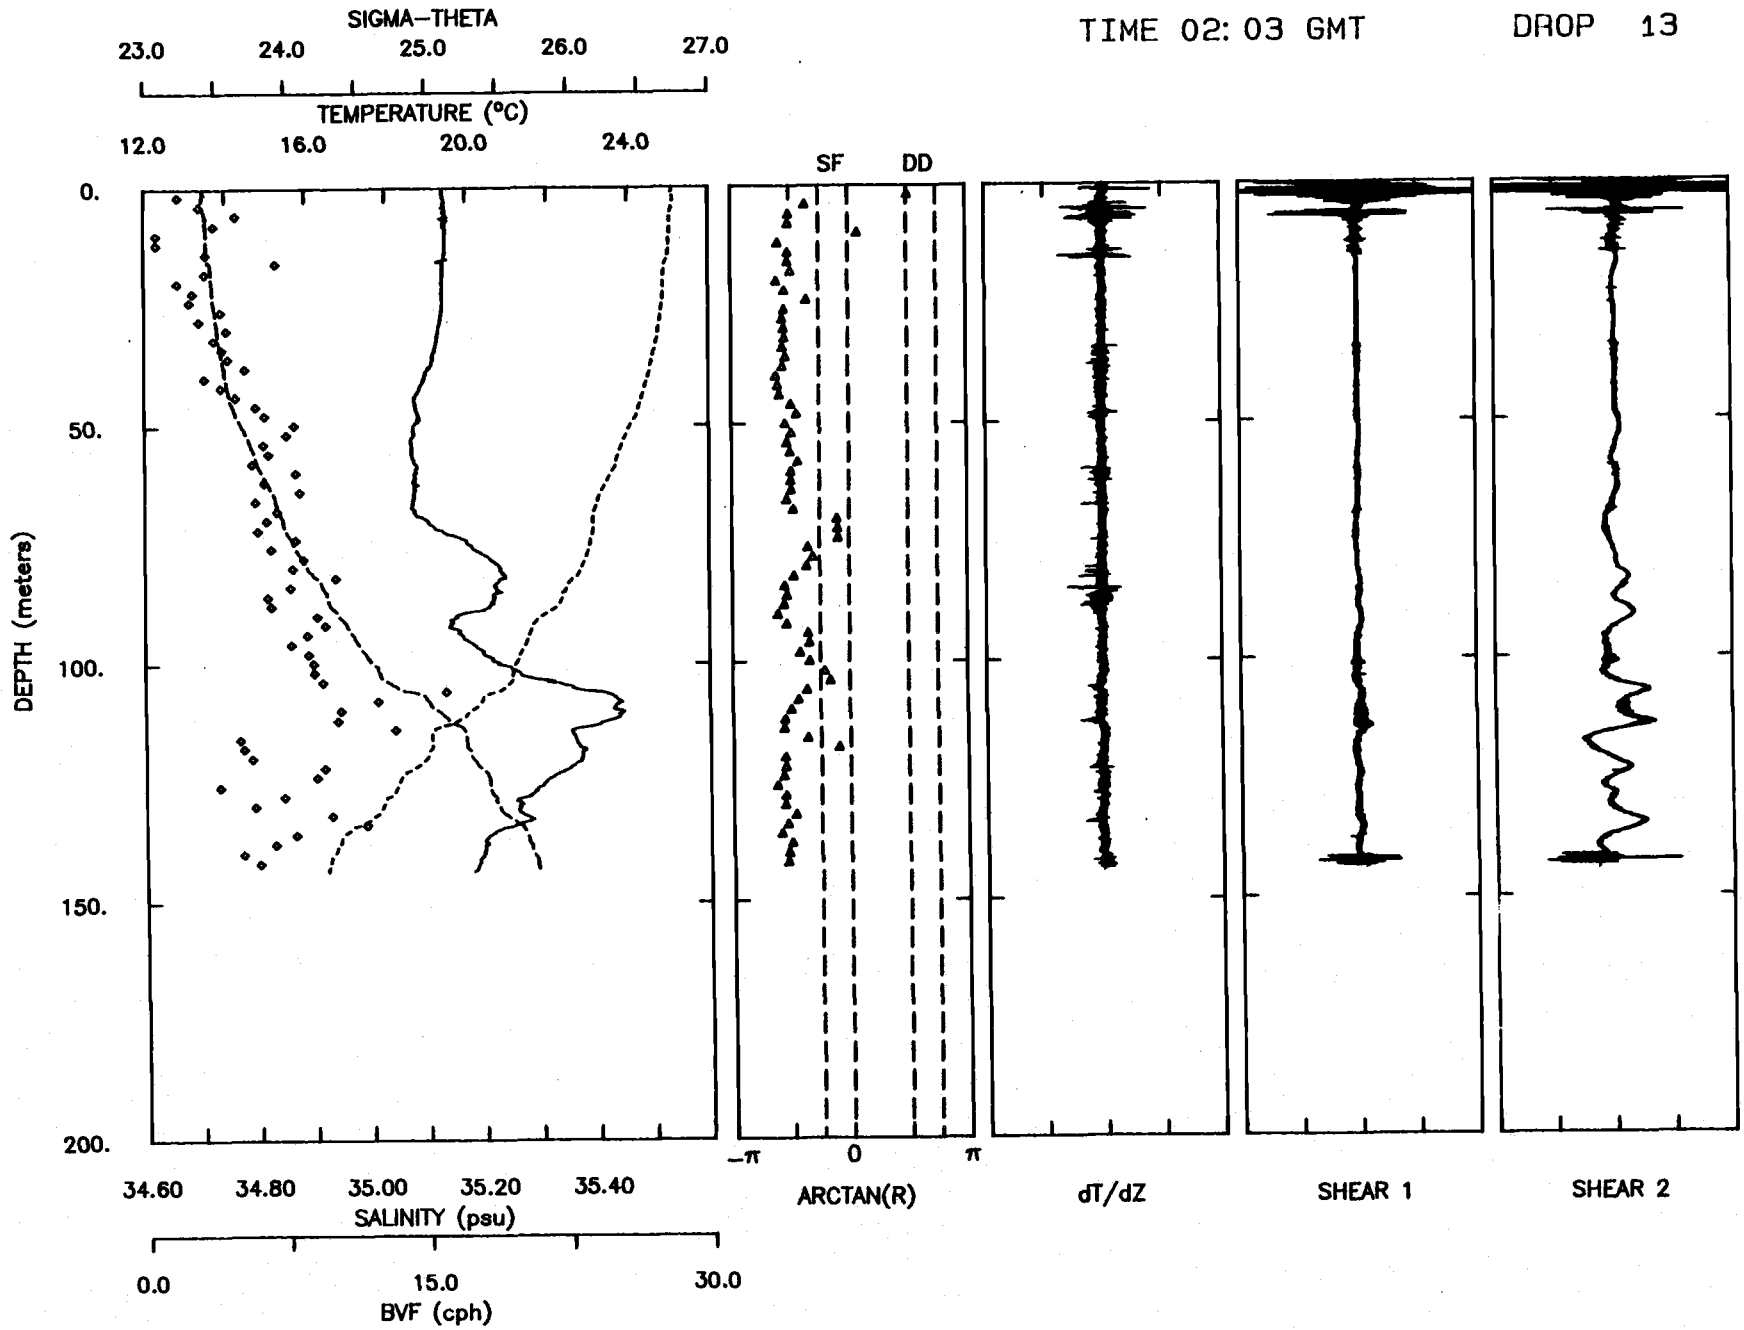 SIGMA-THETA
23.0 24.0 25.0 26.0 27.0
TIME 02:03 GMT DROP 13
TEMPERATURE (°C)
12.0 16.0 20.0 24.0
SF DD
0.
50.
100.
150.
200.
DEPTH (meters)
-π 0 π
34.60 34.80 35.00 35.20 35.40
SALINITY (psu)
ARCTAN(R) dT/dZ SHEAR 1 SHEAR 2
0.0 15.0 30.0
BVF (cph)